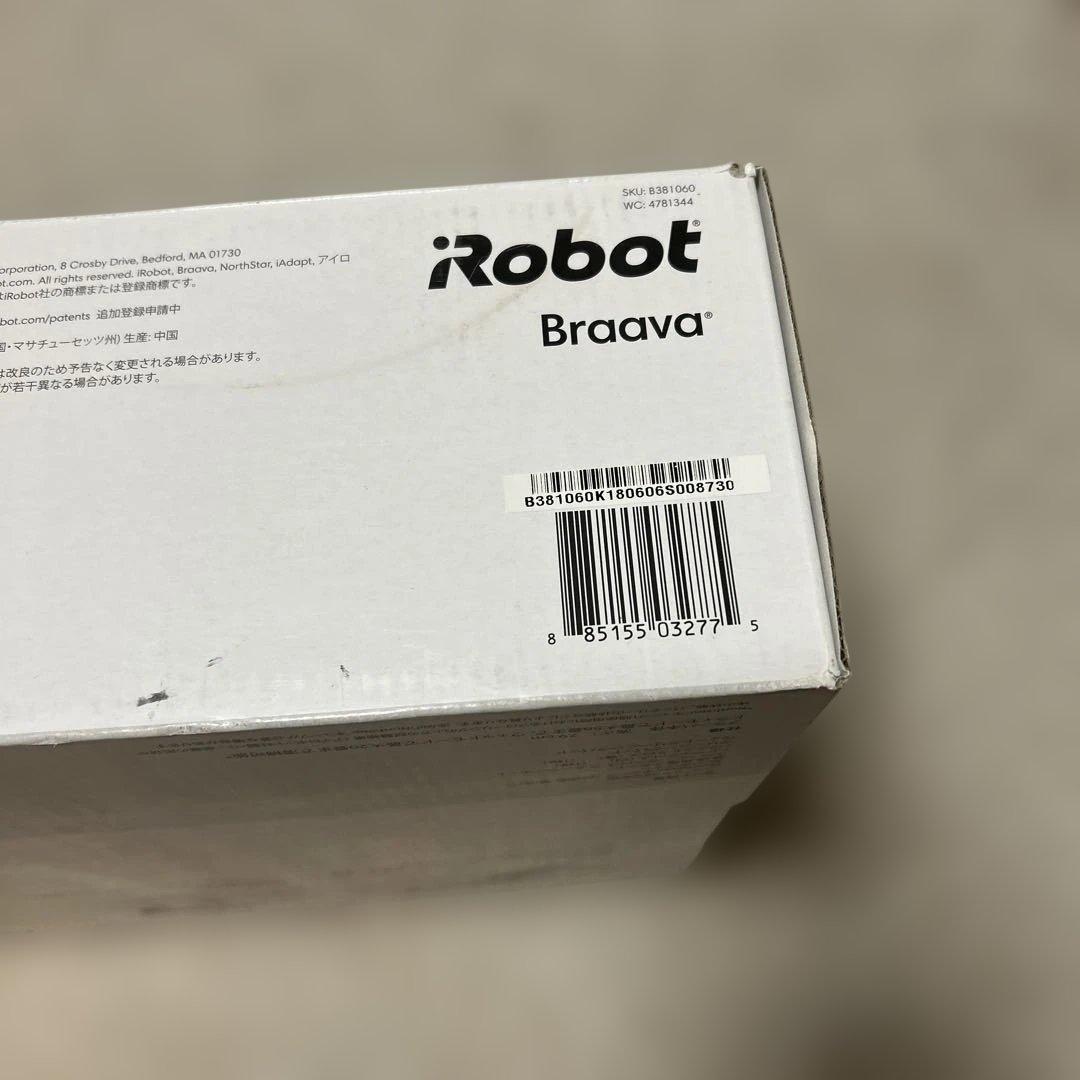 SKU: B381060
WC: 4781344
iRobot®
Braava®
orporation, 8 Crosby Drive, Bedford, MA 01730
ot.com. All rights reserved. iRobot, Braava, NorthStar, iAdapt, アイロ
iRobot社の商標または登録商標です。
bot.com/patents 追加登録申請中
国・マサチューセッツ州) 生産: 中国
は改良のため予告なく変更される場合があります。
が若干異なる場合があります。
B381060K180606S008730
8 85155 03277 5